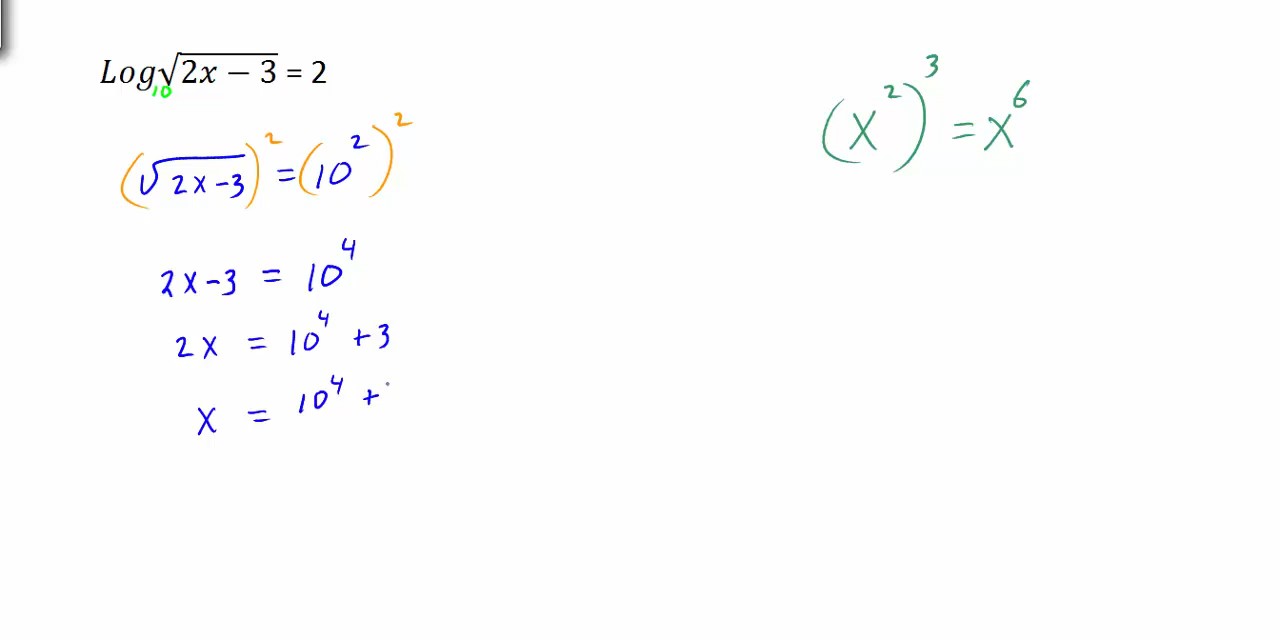 Log₁₀√(2x − 3) = 2
(√(2x-3))² = (10²)²
2x-3 = 10⁴
2x = 10⁴ +3
x = 10⁴ +
(x²)³ = x⁶